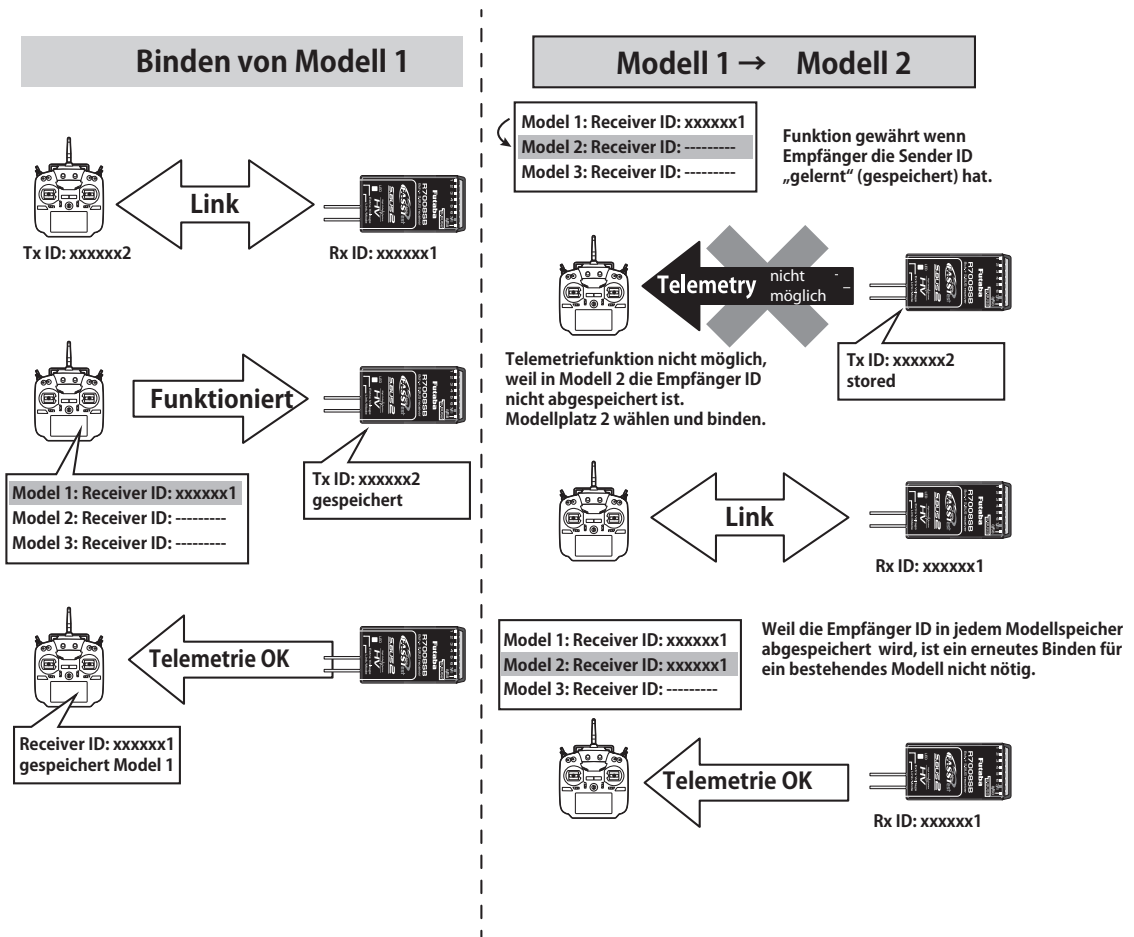 Binden von Modell 1
Link
Tx ID: xxxxxx2
Rx ID: xxxxxx1
Funktioniert
Tx ID: xxxxxx2
gespeichert
Model 1: Receiver ID: xxxxxx1
Model 2: Receiver ID: ---------
Model 3: Receiver ID: ---------
Telemetrie OK
Receiver ID: xxxxxx1
gespeichert Model 1
Modell 1 → Modell 2
Model 1: Receiver ID: xxxxxx1
Model 2: Receiver ID: ---------
Model 3: Receiver ID: ---------
Funktion gewährt wenn
Empfänger die Sender ID
„gelernt“ (gespeichert) hat.
Telemetry nicht
möglich
Tx ID: xxxxxx2
stored
Telemetriefunktion nicht möglich,
weil in Modell 2 die Empfänger ID
nicht abgespeichert ist.
Modellplatz 2 wählen und binden.
Link
Rx ID: xxxxxx1
Model 1: Receiver ID: xxxxxx1
Model 2: Receiver ID: xxxxxx1
Model 3: Receiver ID: ---------
Weil die Empfänger ID in jedem Modellspeicher
abgespeichert wird, ist ein erneutes Binden für
ein bestehendes Modell nicht nötig.
Telemetrie OK
Rx ID: xxxxxx1
Futaba
R7008SB
FASSTest
S.BUS2
HV